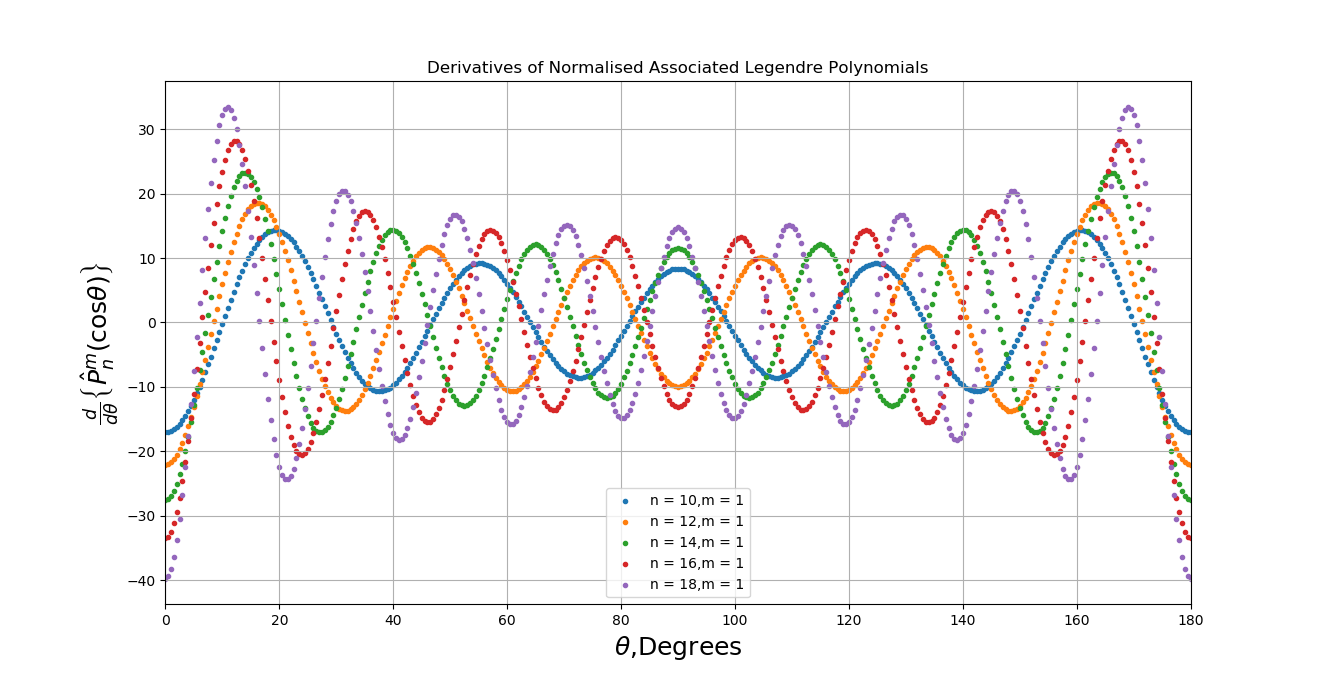 Derivatives of Normalised Associated Legendre Polynomials
d/dθ{P̂ₙᵐ(cosθ)}
30
20
10
0
−10
−20
−30
−40
n = 10,m = 1
n = 12,m = 1
n = 14,m = 1
n = 16,m = 1
n = 18,m = 1
0 20 40 60 80 100 120 140 160 180
θ,Degrees